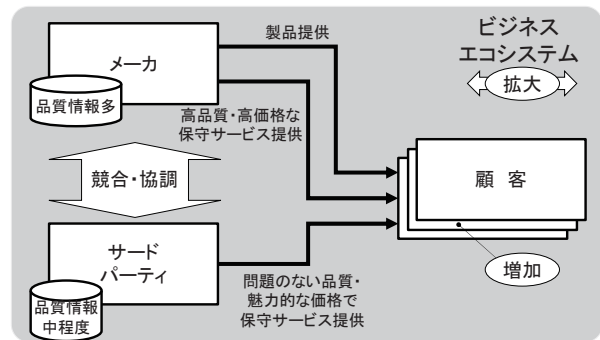 製品提供
ビジネス
エコシステム
拡大
メーカ
品質情報多
高品質・高価格な
保守サービス提供
競合・協調
顧 客
サード
パーティ
増加
品質情報
中程度
問題のない品質・
魅力的な価格で
保守サービス提供